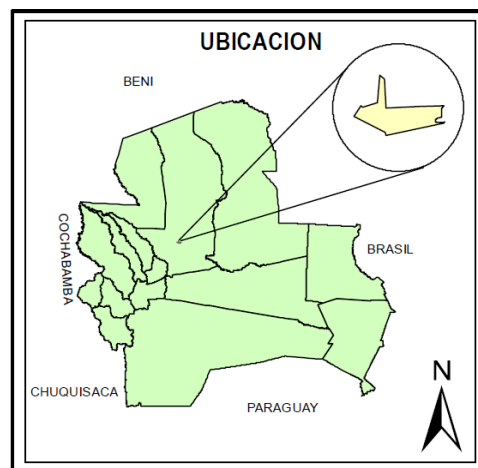 UBICACION
BENI
COCHABAMBA
BRASIL
CHUQUISACA
PARAGUAY
N